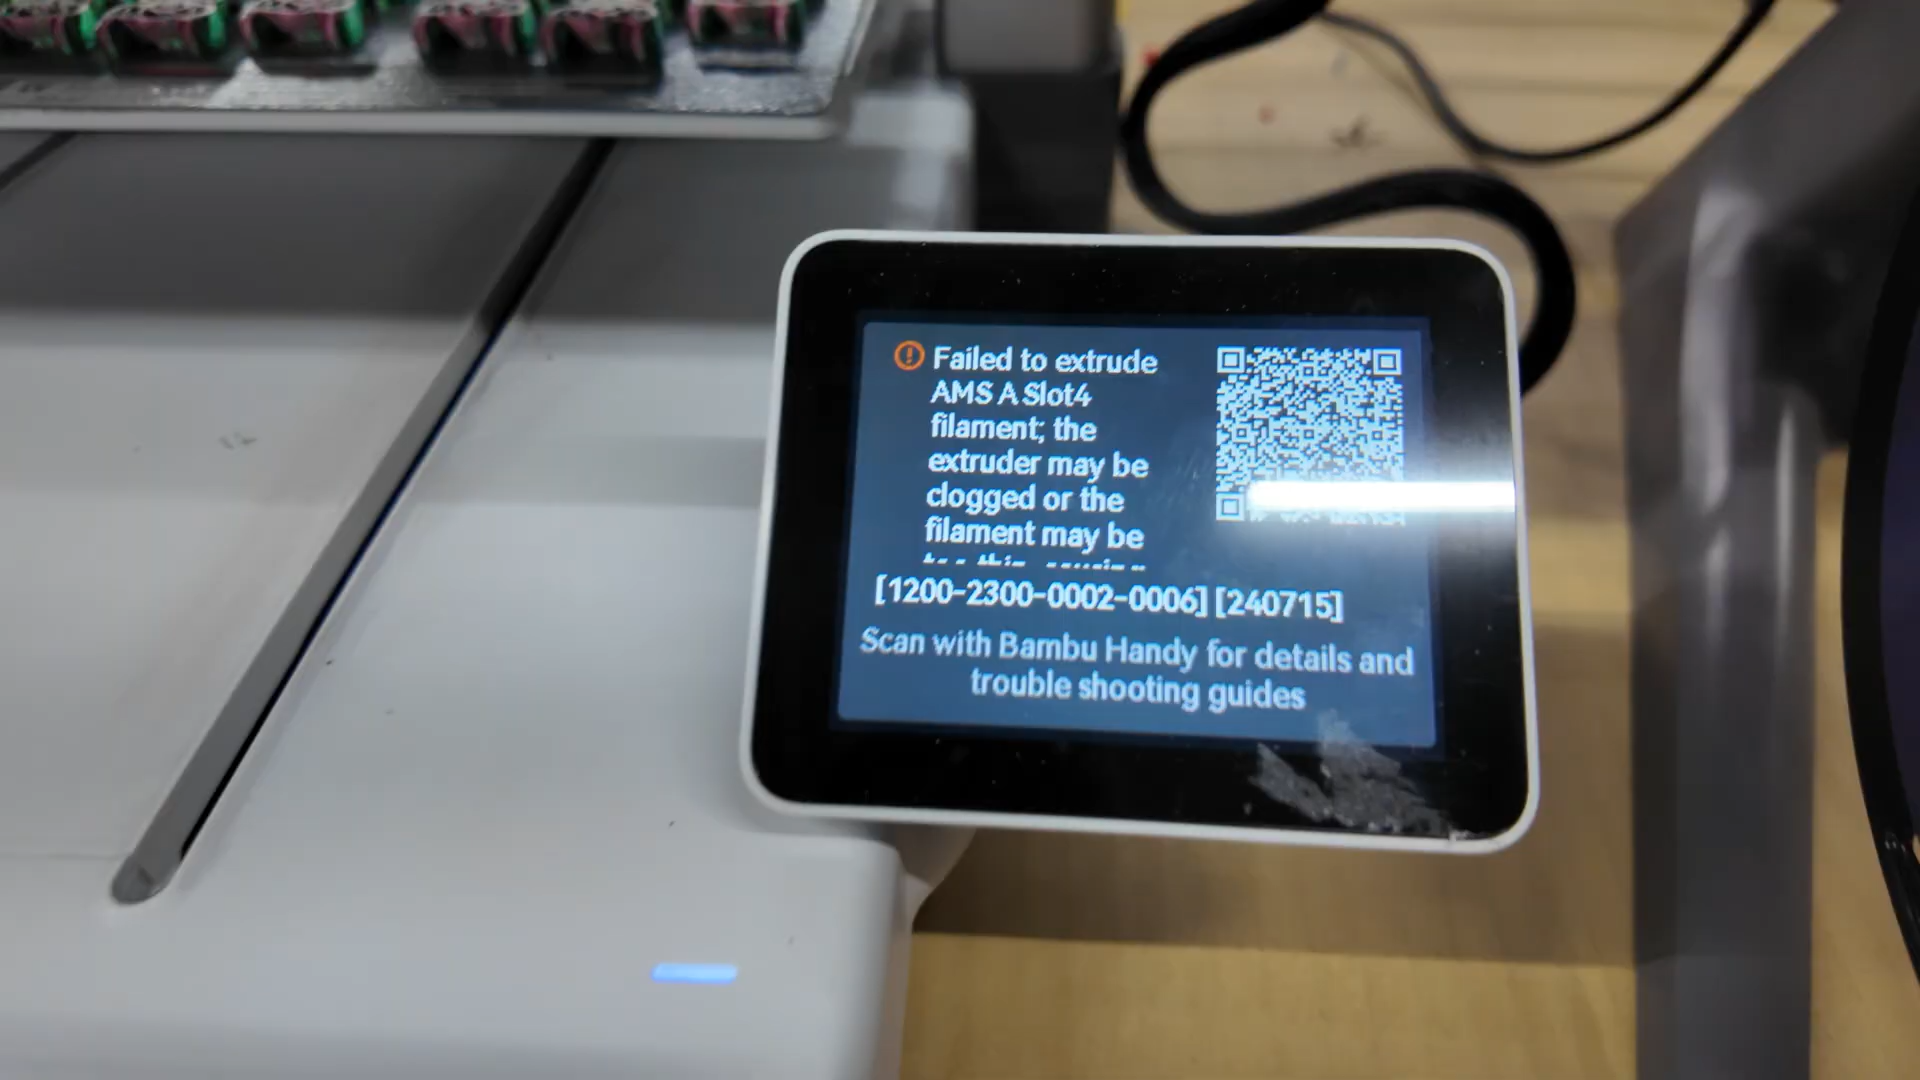 Failed to extrude
AMS A Slot4
filament; the
extruder may be
clogged or the
filament may be
[1200-2300-0002-0006] [240715]
Scan with Bambu Handy for details and
trouble shooting guides